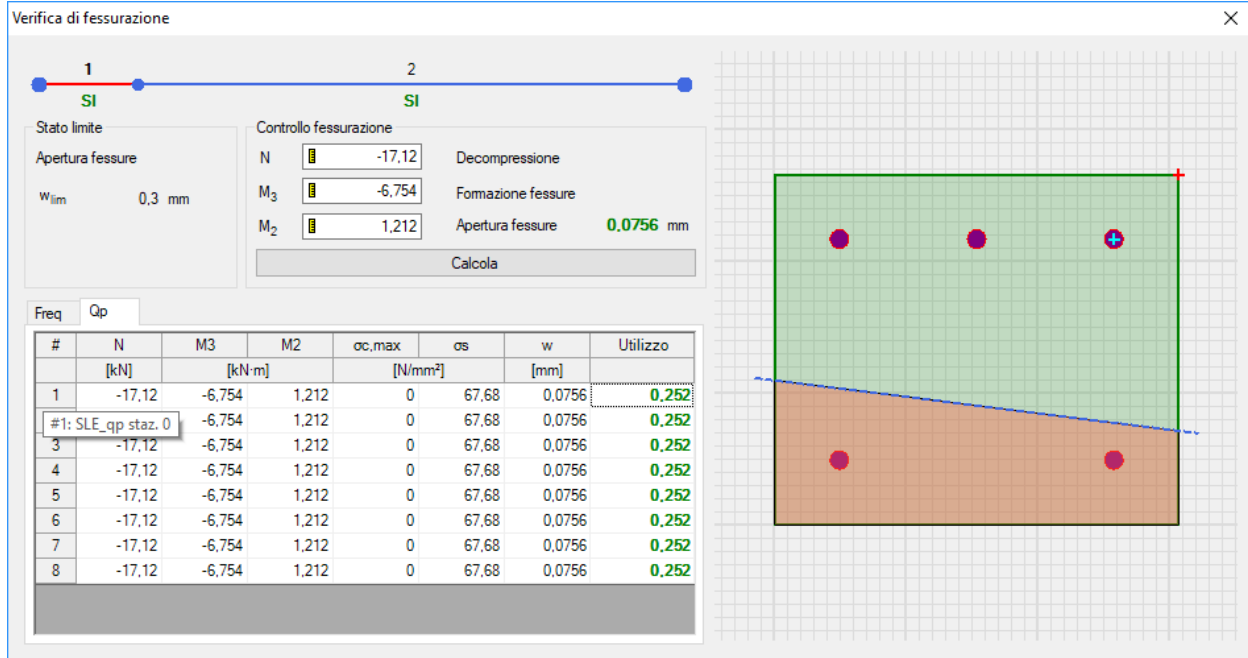 Verifica di fessurazione
1 2
SI SI
Stato limite
Apertura fessure
wlim 0,3 mm
Controllo fessurazione
N -17,12 Decompressione
M3 -6,754 Formazione fessure
M2 1,212 Apertura fessure 0,0756 mm
Calcola
Freq Qp
# N M3 M2 σc,max σs w Utilizzo
[kN] [kN·m] [N/mm²] [mm]
1 -17,12 -6,754 1,212 0 67,68 0,0756 0,252
#1: SLE_qp staz. 0 -6,754 1,212 0 67,68 0,0756 0,252
3 -17,12 -6,754 1,212 0 67,68 0,0756 0,252
4 -17,12 -6,754 1,212 0 67,68 0,0756 0,252
5 -17,12 -6,754 1,212 0 67,68 0,0756 0,252
6 -17,12 -6,754 1,212 0 67,68 0,0756 0,252
7 -17,12 -6,754 1,212 0 67,68 0,0756 0,252
8 -17,12 -6,754 1,212 0 67,68 0,0756 0,252